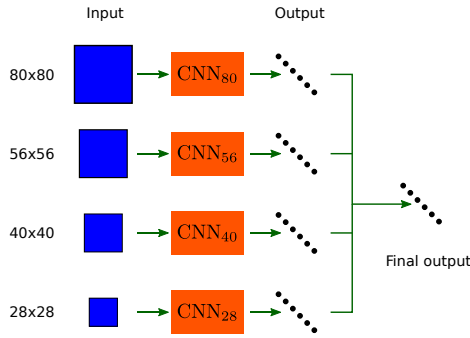 Input Output
80x80 CNN80
56x56 CNN56
40x40 CNN40
Final output
28x28 CNN28